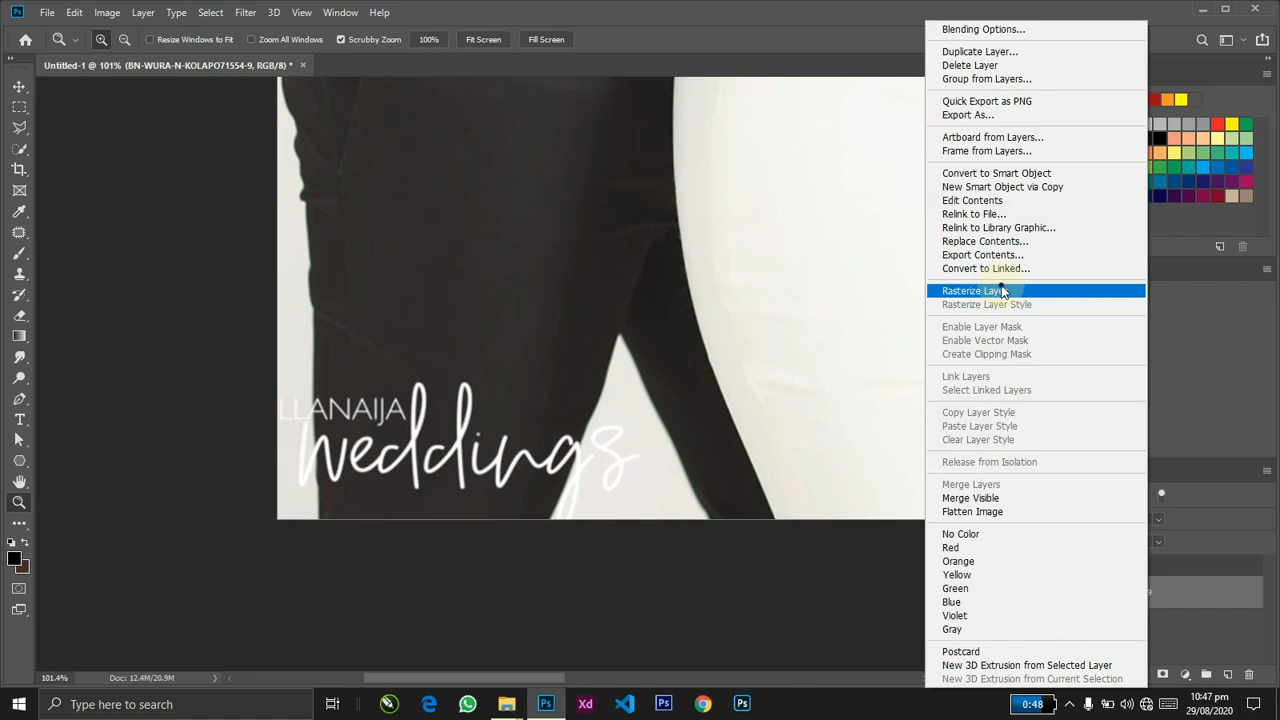 File Edit Image Layer Type Select Filter 3D View Window Help
Resize Windows to Fit Zoom All Windows Scrubby Zoom 100% Fit Screen Fill Screen
Untitled-1 @ 101% (BN-WURA-N-KOLAPO71554-9, RGB/8) *
LLANAIJA
weddings
Blending Options...
Duplicate Layer...
Delete Layer
Group from Layers...
Quick Export as PNG
Export As...
Artboard from Layers...
Frame from Layers...
Convert to Smart Object
New Smart Object via Copy
Edit Contents
Relink to File...
Relink to Library Graphic...
Replace Contents...
Export Contents...
Convert to Linked...
Rasterize Layer
Rasterize Layer Style
Enable Layer Mask
Enable Vector Mask
Create Clipping Mask
Link Layers
Select Linked Layers
Copy Layer Style
Paste Layer Style
Clear Layer Style
Release from Isolation
Merge Layers
Merge Visible
Flatten Image
No Color
Red
Orange
Yellow
Green
Blue
Violet
Gray
Postcard
New 3D Extrusion from Selected Layer
New 3D Extrusion from Current Selection
101.4% Doc: 12.4M/20.9M
Type here to search
0:48
10:47 pm
29/08/2020